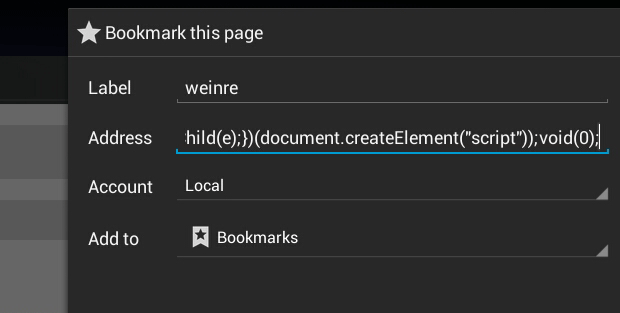 Bookmark this page
Label weinre
Address hild(e);})(document.createElement("script"));void(0);
Account Local
Add to Bookmarks